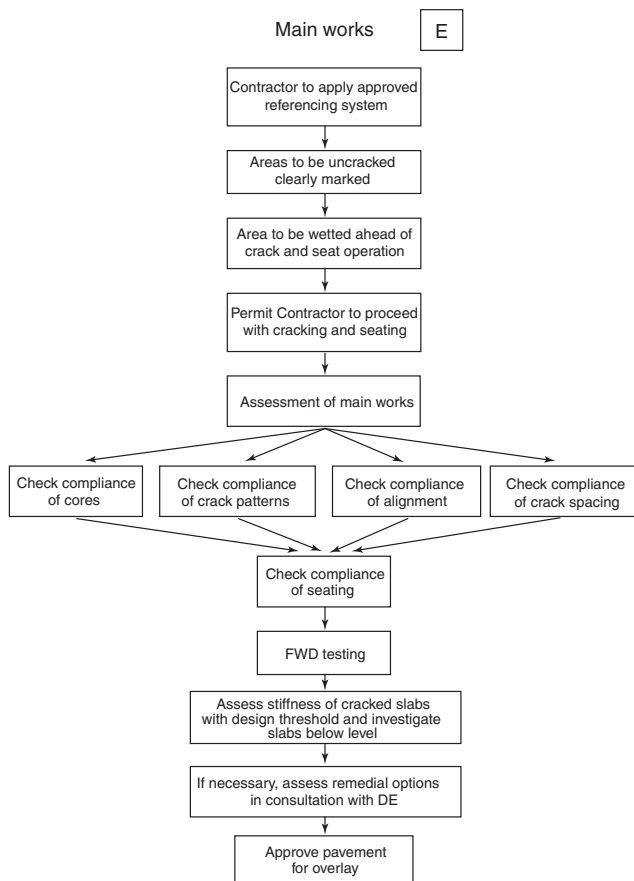 Main works
E
Contractor to apply approved
referencing system
Areas to be uncracked
clearly marked
Area to be wetted ahead of
crack and seat operation
Permit Contractor to proceed
with cracking and seating
Assessment of main works
Check compliance
of cores
Check compliance
of crack patterns
Check compliance
of alignment
Check compliance
of crack spacing
Check compliance
of seating
FWD testing
Assess stiffness of cracked slabs
with design threshold and investigate
slabs below level
If necessary, assess remedial options
in consultation with DE
Approve pavement
for overlay